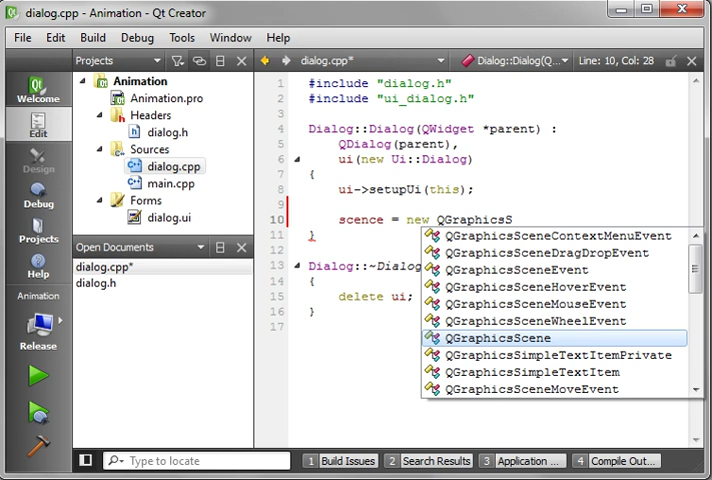 dialog.cpp - Animation - Qt Creator
File Edit Build Debug Tools Window Help
Projects
dialog.cpp*
Dialog::Dialog(Q...
Line: 10, Col: 28
Welcome
Edit
Design
Debug
Projects
Help
Animation
Release
Animation
Animation.pro
Headers
dialog.h
Sources
dialog.cpp
main.cpp
Forms
dialog.ui
Open Documents
dialog.cpp*
dialog.h
1 #include "dialog.h"
2 #include "ui_dialog.h"
3
4 Dialog::Dialog(QWidget *parent) :
5 QDialog(parent),
6 ui(new Ui::Dialog)
7 {
8 ui->setupUi(this);
9
10 scence = new QGraphicsS
11 }
12
13 Dialog::~Dialog
14 {
15 delete ui;
16 }
17
QGraphicsSceneContextMenuEvent
QGraphicsSceneDragDropEvent
QGraphicsSceneEvent
QGraphicsSceneHoverEvent
QGraphicsSceneMouseEvent
QGraphicsSceneWheelEvent
QGraphicsScene
QGraphicsSimpleTextItemPrivate
QGraphicsSimpleTextItem
QGraphicsSceneMoveEvent
Type to locate
1 Build Issues
2 Search Results
3 Application ...
4 Compile Out...